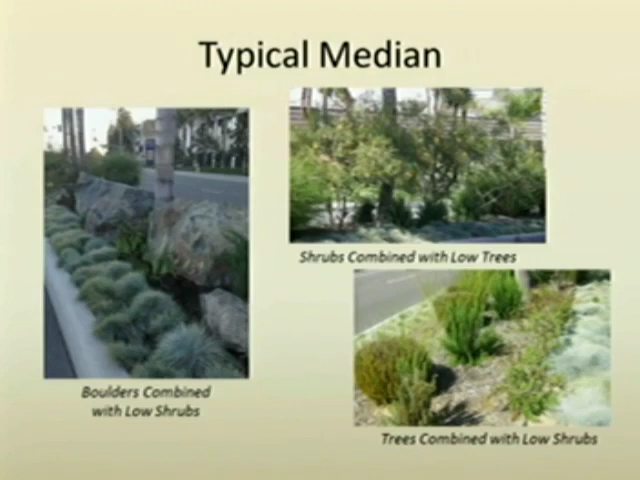 Typical Median
Shrubs Combined with Low Trees
Boulders Combined
with Low Shrubs
Trees Combined with Low Shrubs